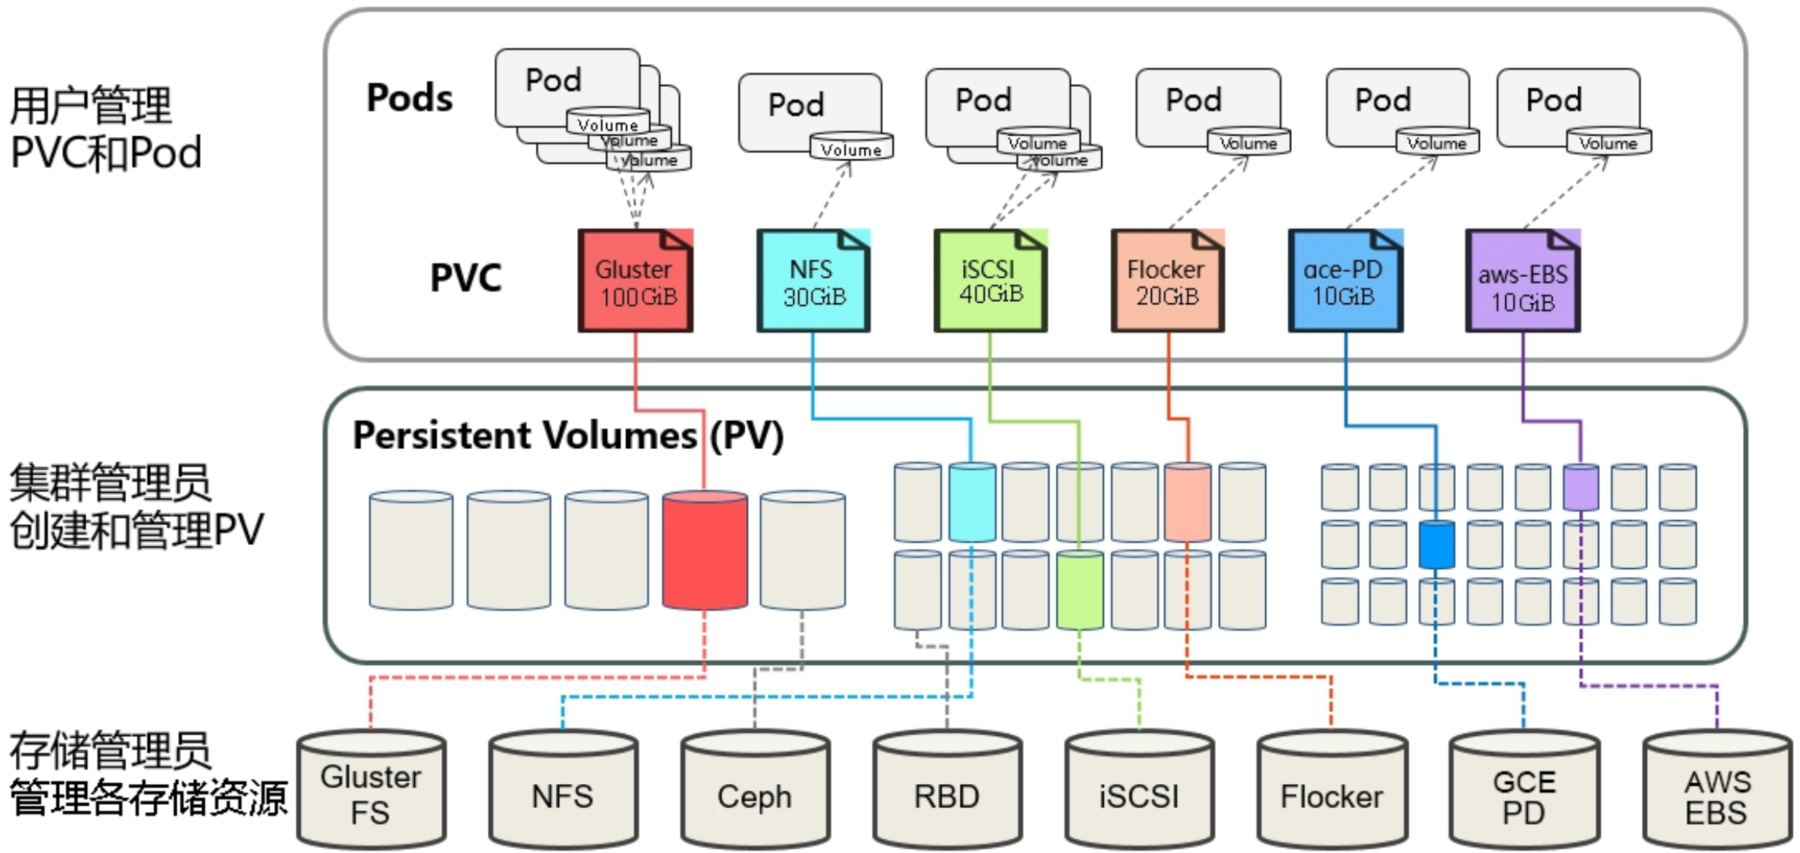 用户管理
PVC和Pod
Pods
Pod
Volume
Volume
Volume
Pod
Volume
Pod
Volume
Volume
Pod
Volume
Pod
Volume
Pod
Volume
PVC
Gluster
100GiB
NFS
30GiB
iSCSI
40GiB
Flocker
20GiB
gce-PD
10GiB
aws-EBS
10GiB
集群管理员
创建和管理PV
Persistent Volumes (PV)
存储管理员
管理各存储资源
Gluster
FS
NFS
Ceph
RBD
iSCSI
Flocker
GCE
PD
AWS
EBS